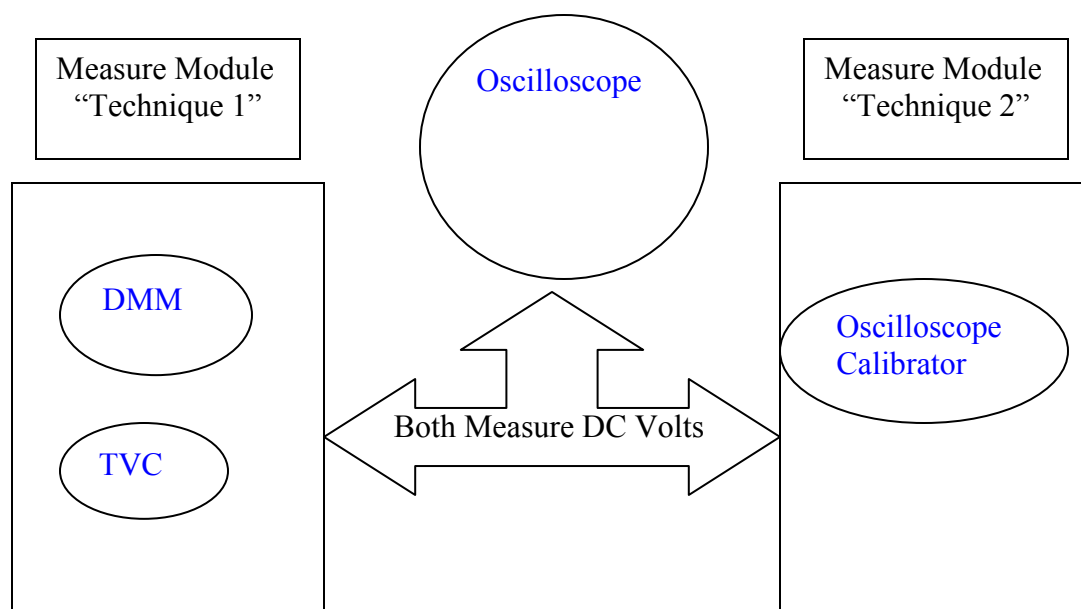 Measure Module
“Technique 1”
Oscilloscope
Measure Module
“Technique 2”
DMM
Oscilloscope
Calibrator
Both Measure DC Volts
TVC